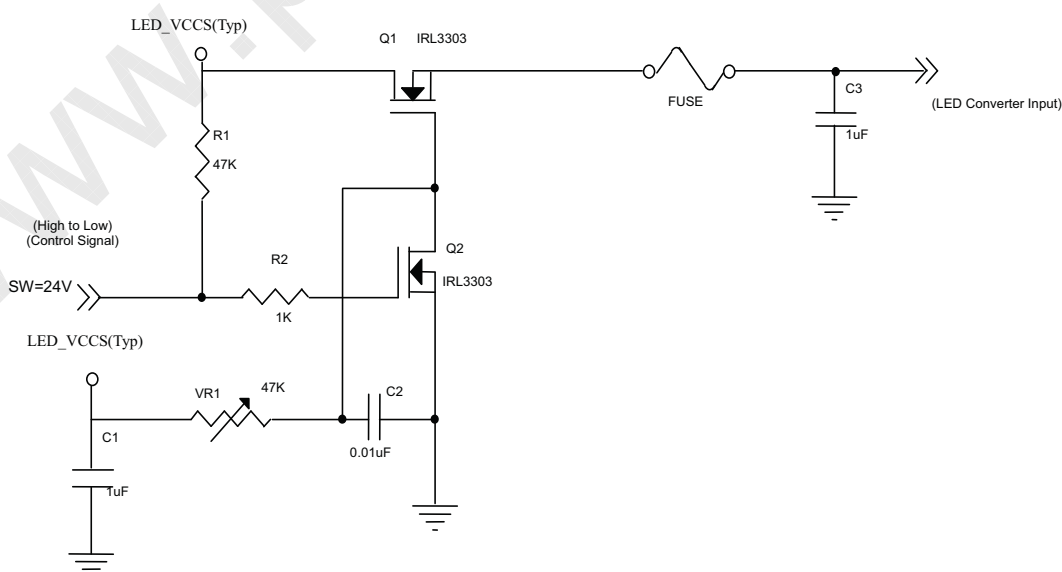 LED_VCCS(Typ)
Q1 IRL3303
FUSE
C3
(LED Converter Input)
1uF
R1
47K
(High to Low)
(Control Signal)
Q2
R2
SW=24V
IRL3303
1K
LED_VCCS(Typ)
VR1
47K
C2
C1
0.01uF
1uF
www.p